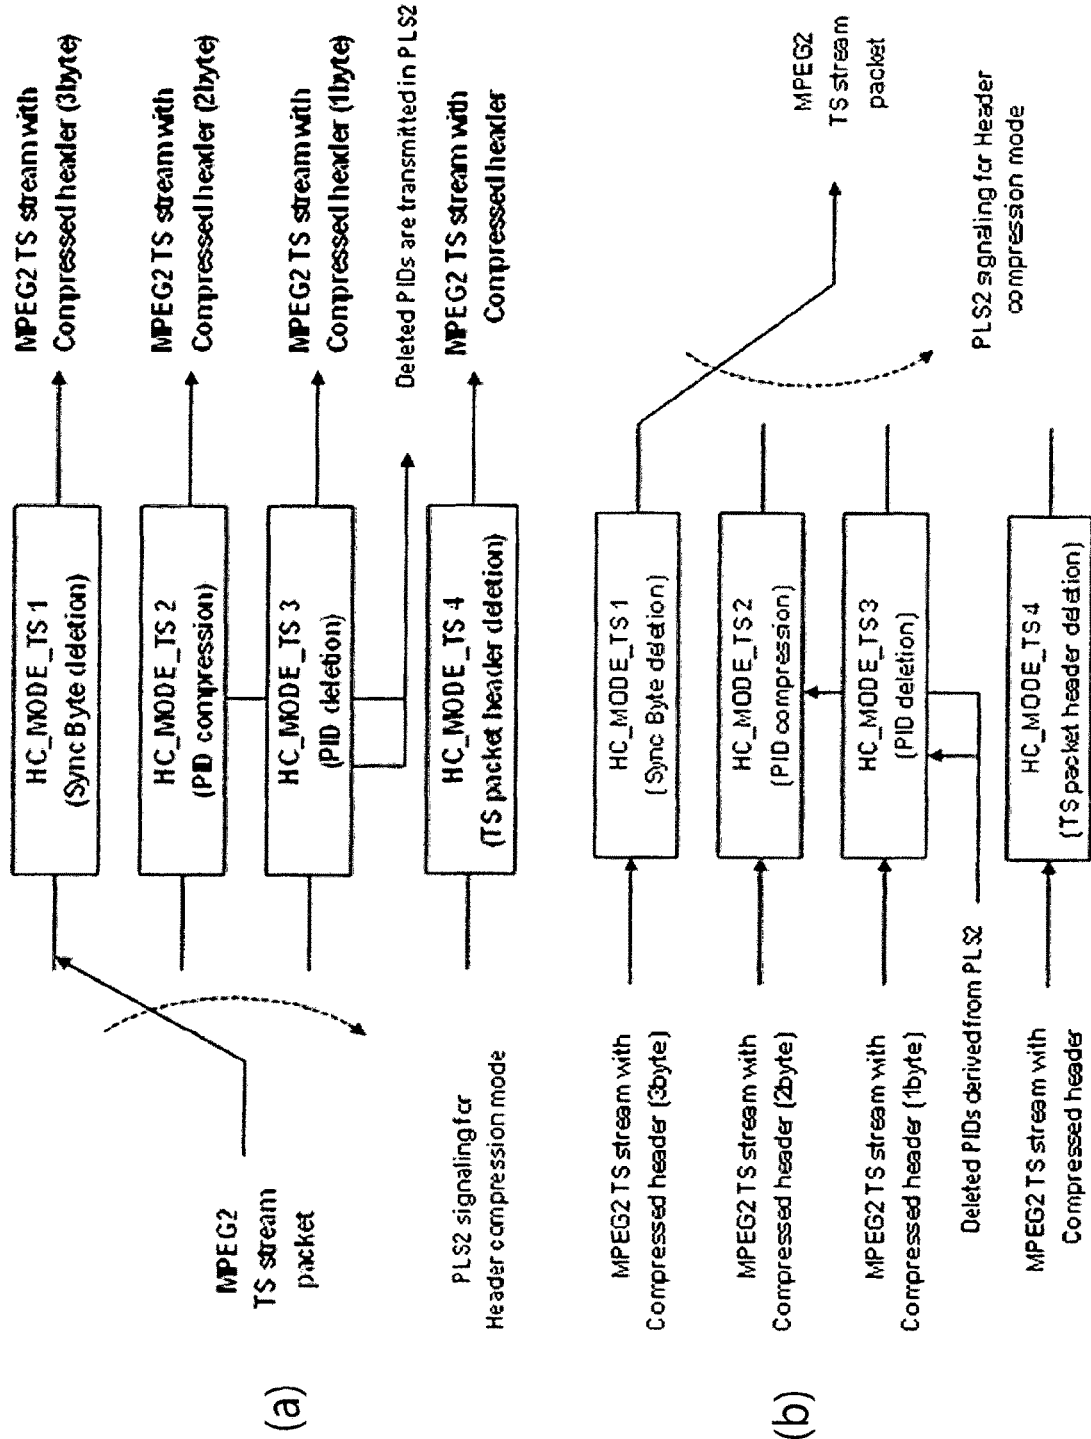 (a)
MPEG2
TS stream
packet
PLS2 signaling for
Header compression mode
HC_MODE_TS 1
(Sync Byte deletion)
MPEG2 TS stream with
Compressed header (3byte)
HC_MODE_TS 2
(PID compression)
MPEG2 TS stream with
Compressed header (2byte)
HC_MODE_TS 3
(PID deletion)
MPEG2 TS stream with
Compressed header (1byte)
Deleted PIDs are transmitted in PLS2
HC_MODE_TS 4
(TS packet header deletion)
MPEG2 TS stream with
Compressed header
(b)
MPEG2 TS stream with
Compressed header (3byte)
HC_MODE_TS 1
(Sync Byte deletion)
MPEG2
TS stream
packet
MPEG2 TS stream with
Compressed header (2byte)
HC_MODE_TS 2
(PID compression)
MPEG2 TS stream with
Compressed header (1byte)
HC_MODE_TS 3
(PID deletion)
Deleted PIDs derived from PLS2
PLS2 signaling for Header
compression mode
MPEG2 TS stream with
Compressed header
HC_MODE_TS 4
(TS packet header deletion)